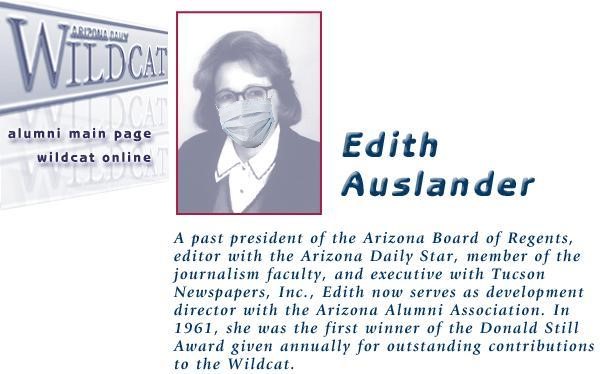 ARIZONA DAILY
WILDCAT
alumni main page
wildcat online
Edith
Auslander
A past president of the Arizona Board of Regents,
editor with the Arizona Daily Star, member of the
journalism faculty, and executive with Tucson
Newspapers, Inc., Edith now serves as development
director with the Arizona Alumni Association. In
1961, she was the first winner of the Donald Still
Award given annually for outstanding contributions
to the Wildcat.